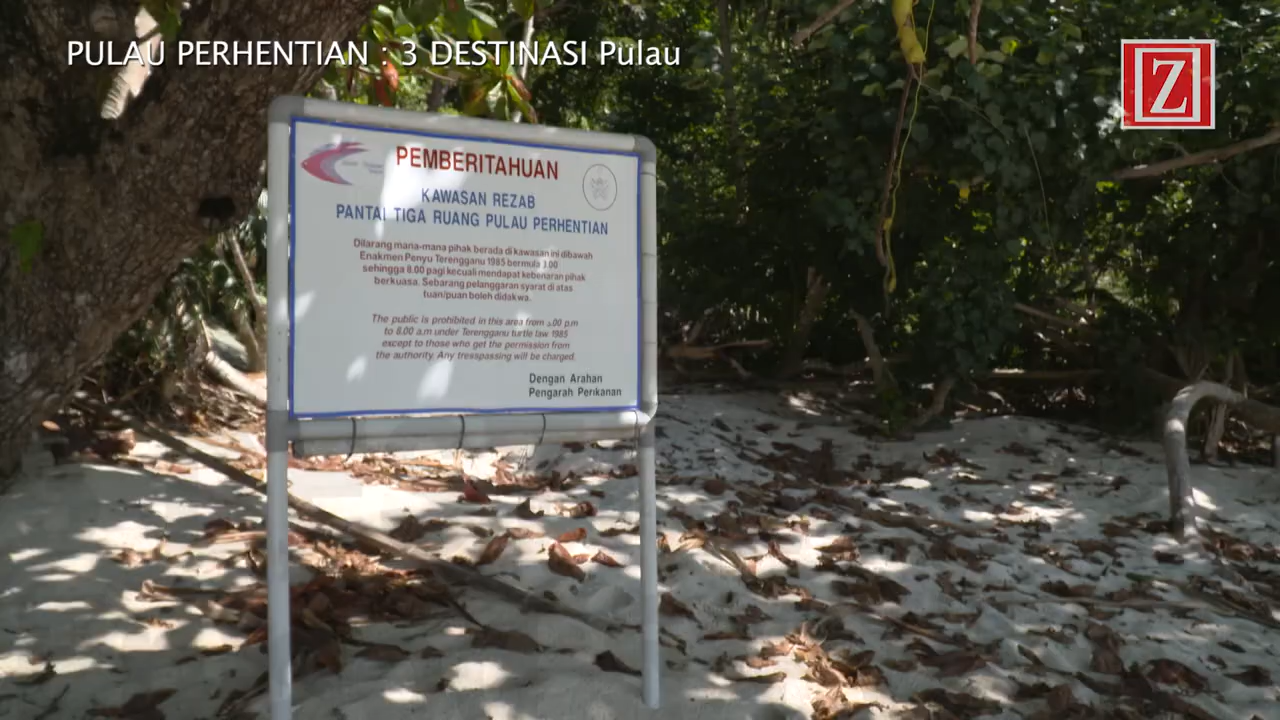 PULAU PERHENTIAN : 3 DESTINASI Pulau
Z
PEMBERITAHUAN
KAWASAN REZAB
PANTAI TIGA RUANG PULAU PERHENTIAN
Dilarang mana-mana pihak berada di kawasan ini dibawah
Enakmen Penyu Terengganu 1985 bermula
sehingga 8.00 pagi kecuali mendapat kebenaran pihak
berkuasa. Sebarang pelanggaran syarat di atas
tuan/puan boleh didakwa.
The public is prohibited in this area from p.m
to 8.00 a.m under Terengganu turtle law 1985
except to those who get the permission from
the authority. Any tresspassing will be charged.
Dengan Arahan
Pengarah Perikanan